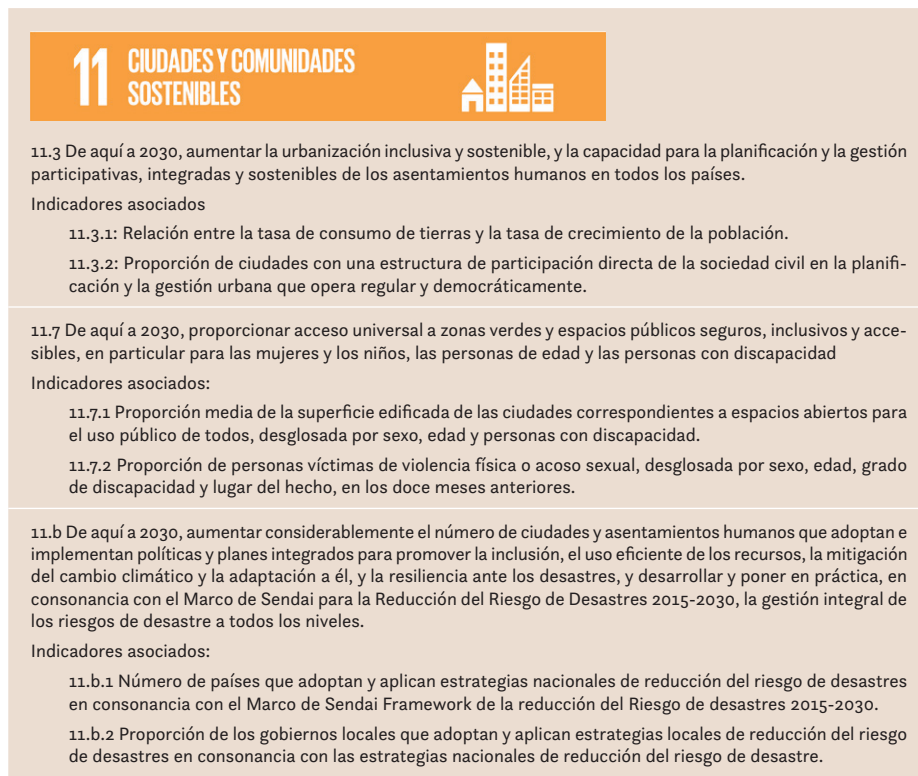 11 CIUDADES Y COMUNIDADES
SOSTENIBLES
11.3 De aquí a 2030, aumentar la urbanización inclusiva y sostenible, y la capacidad para la planificación y la gestión
participativas, integradas y sostenibles de los asentamientos humanos en todos los países.
Indicadores asociados
11.3.1: Relación entre la tasa de consumo de tierras y la tasa de crecimiento de la población.
11.3.2: Proporción de ciudades con una estructura de participación directa de la sociedad civil en la planifi-
cación y la gestión urbana que opera regular y democráticamente.
11.7 De aquí a 2030, proporcionar acceso universal a zonas verdes y espacios públicos seguros, inclusivos y acce-
sibles, en particular para las mujeres y los niños, las personas de edad y las personas con discapacidad
Indicadores asociados:
11.7.1 Proporción media de la superficie edificada de las ciudades correspondientes a espacios abiertos para
el uso público de todos, desglosada por sexo, edad y personas con discapacidad.
11.7.2 Proporción de personas víctimas de violencia física o acoso sexual, desglosada por sexo, edad, grado
de discapacidad y lugar del hecho, en los doce meses anteriores.
11.b De aquí a 2030, aumentar considerablemente el número de ciudades y asentamientos humanos que adoptan e
implementan políticas y planes integrados para promover la inclusión, el uso eficiente de los recursos, la mitigación
del cambio climático y la adaptación a él, y la resiliencia ante los desastres, y desarrollar y poner en práctica, en
consonancia con el Marco de Sendai para la Reducción del Riesgo de Desastres 2015-2030, la gestión integral de
los riesgos de desastre a todos los niveles.
Indicadores asociados:
11.b.1 Número de países que adoptan y aplican estrategias nacionales de reducción del riesgo de desastres
en consonancia con el Marco de Sendai Framework de la reducción del Riesgo de desastres 2015-2030.
11.b.2 Proporción de los gobiernos locales que adoptan y aplican estrategias locales de reducción del riesgo
de desastres en consonancia con las estrategias nacionales de reducción del riesgo de desastre.